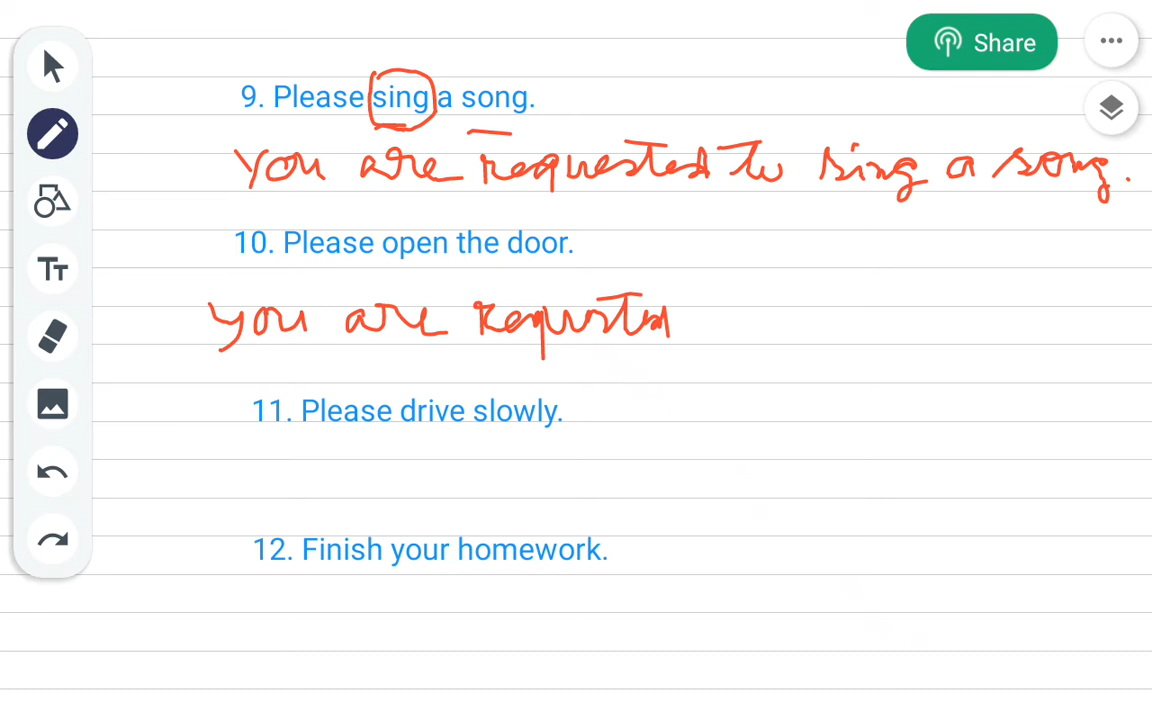 Share
9. Please sing a song.
You are requested to sing a song.
10. Please open the door.
You are requested
11. Please drive slowly.
12. Finish your homework.
TT